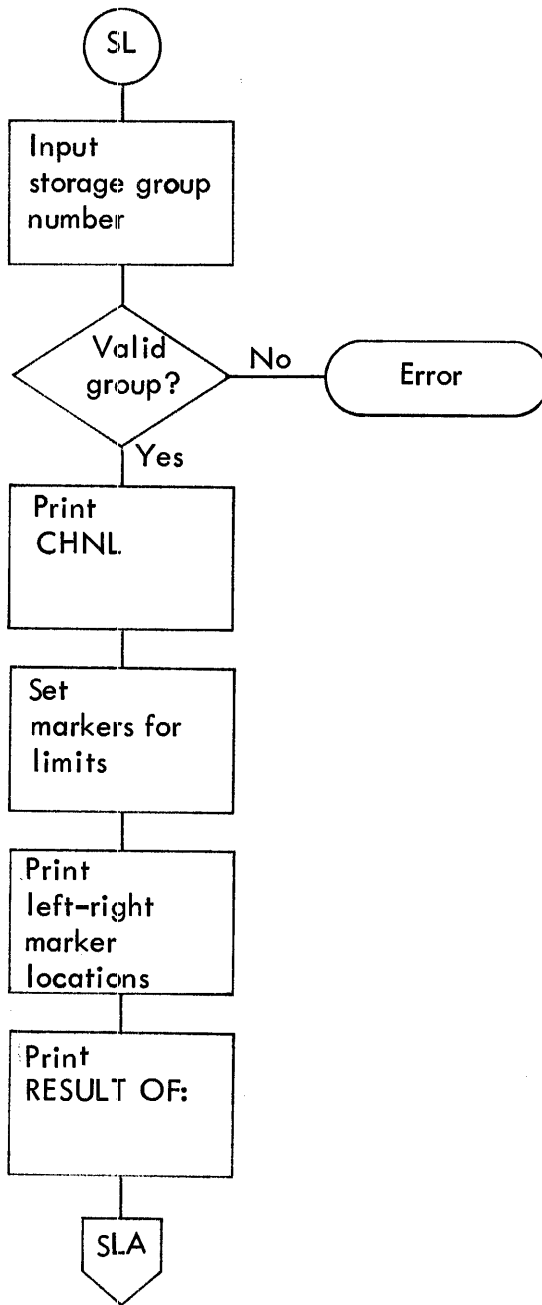 SL
Input
storage group
number
Valid
group?
No
Error
Yes
Print
CHNL
Set
markers for
limits
Print
left-right
marker
locations
Print
RESULT OF:
SLA